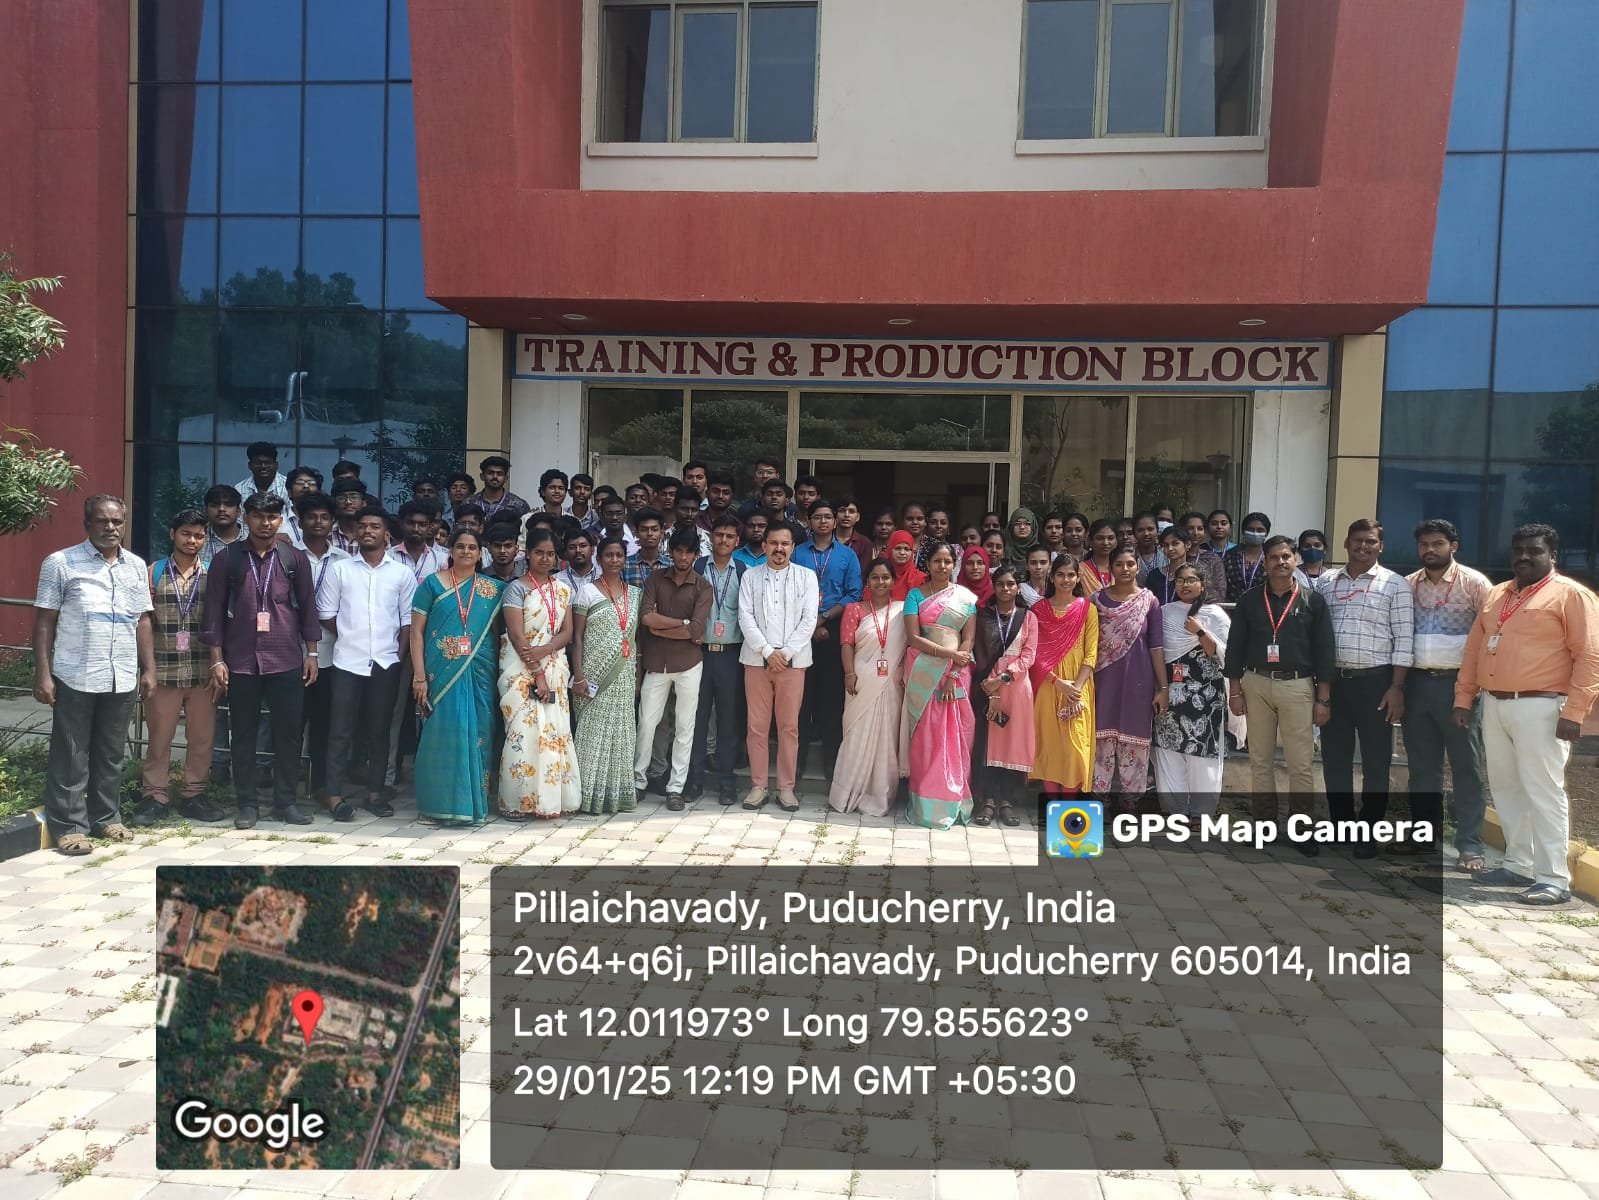 TRAINING & PRODUCTION BLOCK
GPS Map Camera
Pillaichavady, Puducherry, India
2v64+q6j, Pillaichavady, Puducherry 605014, India
Lat 12.011973° Long 79.855623°
29/01/25 12:19 PM GMT +05:30
Google